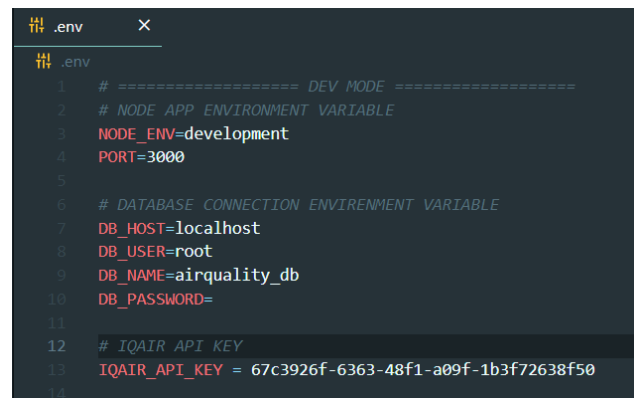 .env ×
.env
1 # =================== DEV MODE ===================
2 # NODE APP ENVIRONMENT VARIABLE
3 NODE_ENV=development
4 PORT=3000
5
6 # DATABASE CONNECTION ENVIRENMENT VARIABLE
7 DB_HOST=localhost
8 DB_USER=root
9 DB_NAME=airquality_db
10 DB_PASSWORD=
11
12 # IQAIR API KEY
13 IQAIR_API_KEY = 67c3926f-6363-48f1-a09f-1b3f72638f50
14